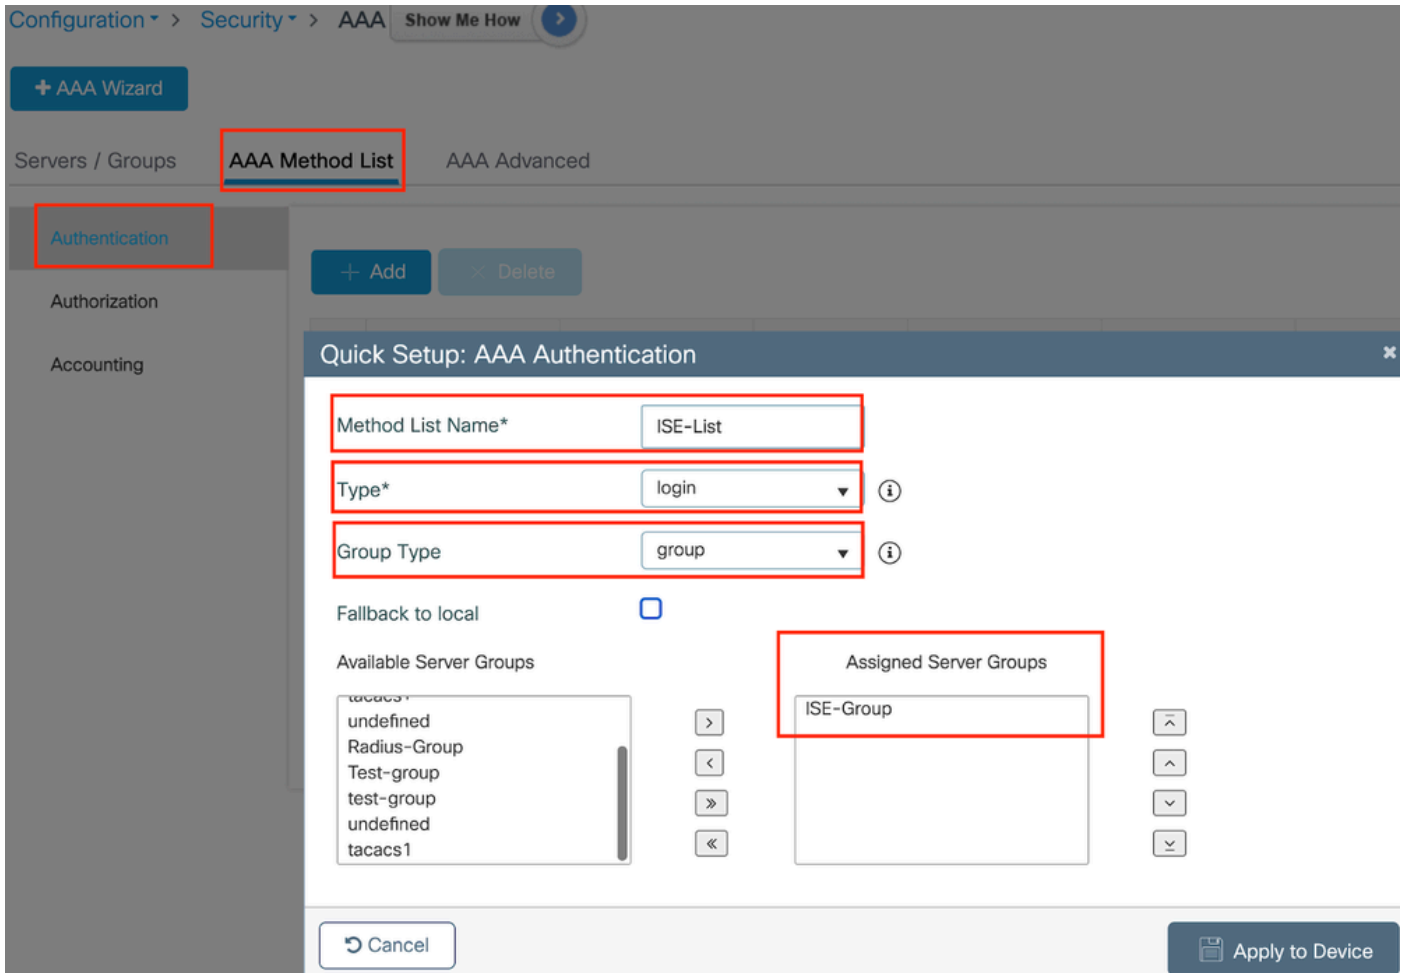 Configuration > Security > AAA Show Me How
+ AAA Wizard
Servers / Groups AAA Method List AAA Advanced
Authentication
Authorization
Accounting
+ Add × Delete
Quick Setup: AAA Authentication
Method List Name* ISE-List
Type* login
Group Type group
Fallback to local
Available Server Groups Assigned Server Groups
tacacs1
undefined
Radius-Group
Test-group
test-group
undefined
tacacs1
ISE-Group
Cancel Apply to Device